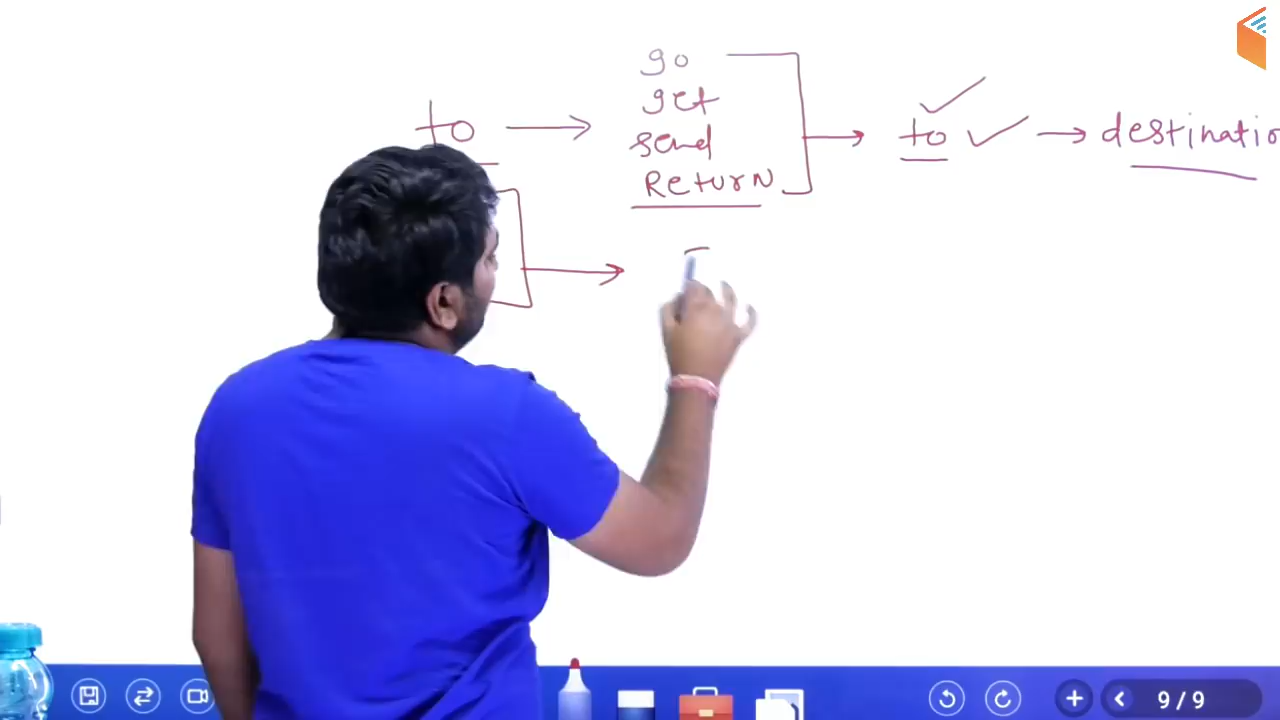 go
get
to → send → to ✓ → destinatio
Return
9/9